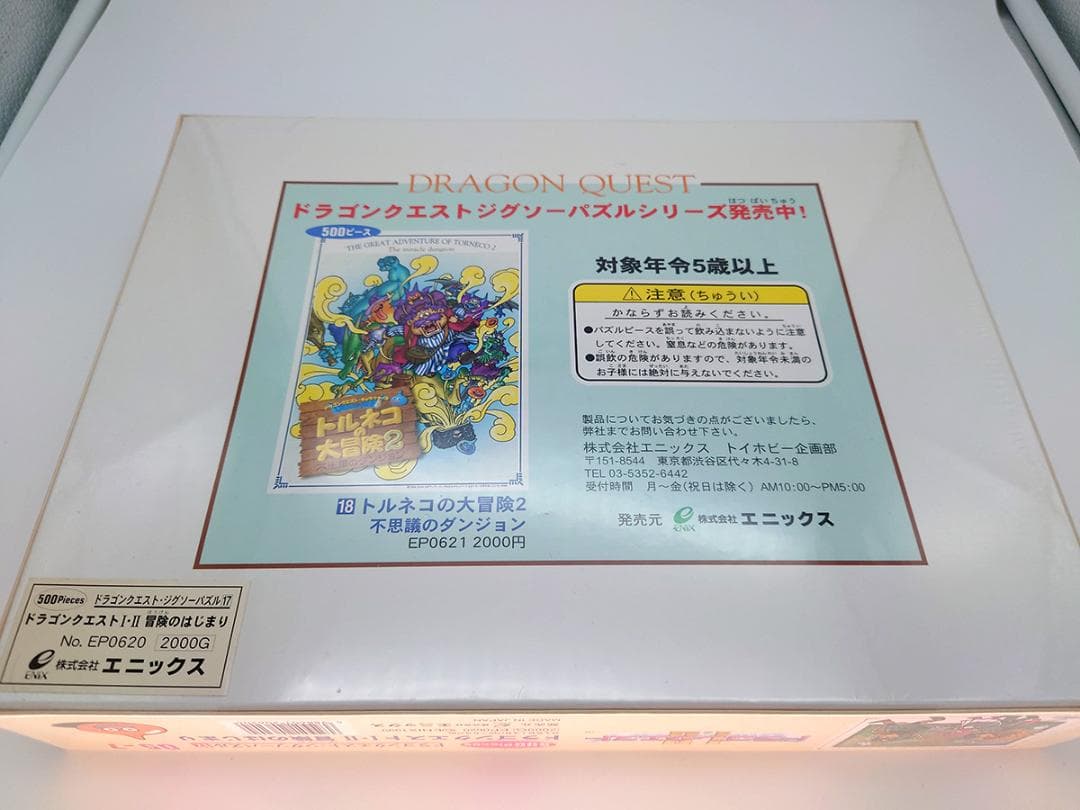 DRAGON QUEST
ドラゴンクエストジグソーパズルシリーズ発売中!
はつ ばい ちゅう
500ピース
THE GREAT ADVENTURE OF TORNECO 2
The miracle dungeon
トルネコの
大冒険2
18 トルネコの大冒険2
不思議のダンジョン
EP0621 2000円
対象年令5歳以上
注意(ちゅうい)
かならずお読みください。
●パズルピースを誤って飲み込まないように注意
してください。窒息などの危険があります。
●誤飲の危険がありますので、対象年令未満の
お子様には絶対に与えないでください。
製品についてお気づきの点がございましたら、
弊社までお問い合わせ下さい。
株式会社エニックス トイホビー企画部
〒151-8544 東京都渋谷区代々木4-31-8
TEL 03-5352-6442
受付時間 月〜金(祝日は除く) AM10:00〜PM5:00
発売元 ENIX 株式会社 エニックス
500Pieces ドラゴンクエスト・ジグソーパズル17
ドラゴンクエストI・II 冒険のはじまり
No. EP0620 2000G
ENIX 株式会社 エニックス
MADE IN JAPAN